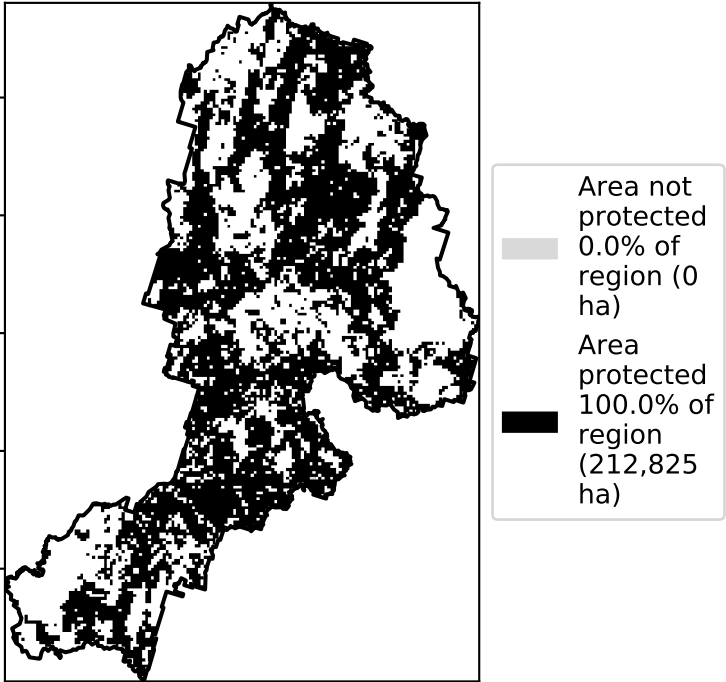 Area not
protected
0.0% of
region (0
ha)
Area
protected
100.0% of
region
(212,825
ha)